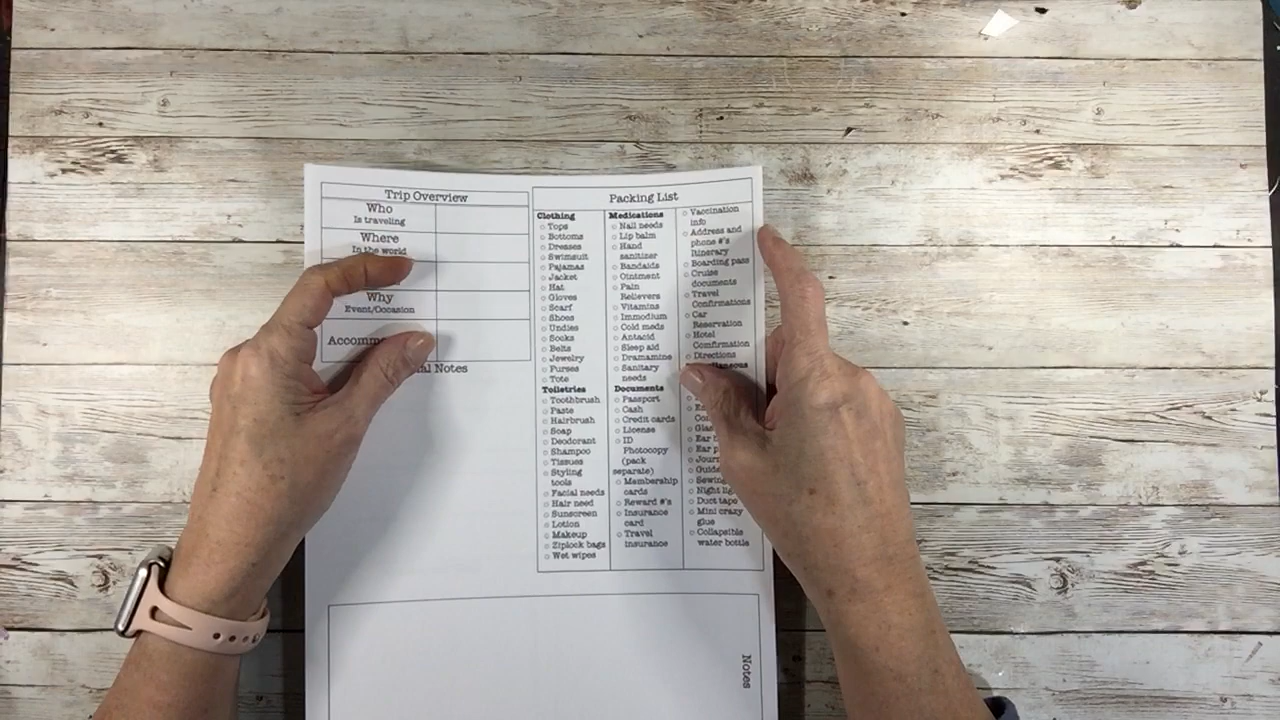 Trip Overview
Who
Is traveling
Where
In the world
Why
Event/Occasion
Notes
Packing List
Clothing
Tops
Bottoms
Dresses
Swimsuit
Pajamas
Jacket
Hat
Gloves
Scarf
Shoes
Undies
Socks
Belts
Jewelry
Purses
Tote
Toiletries
Toothbrush
Paste
Hairbrush
Soap
Deodorant
Shampoo
Tissues
Styling
tools
Facial needs
Hair need
Sunscreen
Lotion
Makeup
Ziplock bags
Wet wipes
Medications
Nail needs
Lip balm
Hand
sanitizer
Bandaids
Ointment
Pain
Relievers
Vitamins
Immodium
Cold meds
Antacid
Sleep aid
Dramamine
Sanitary
needs
Documents
Passport
Cash
Credit cards
License
ID
Photocopy
(pack
separate)
Membership
cards
Reward #'s
Insurance
card
Travel
insurance
Vaccination
info
Address and
phone #'s
Itinerary
Boarding pass
Cruise
documents
Travel
Confirmations
Car
Reservation
Hotel
Comfirmation
Directions
Ear
Ear
Night
Duct tape
Mini crazy
glue
Collapsible
water bottle
Notes